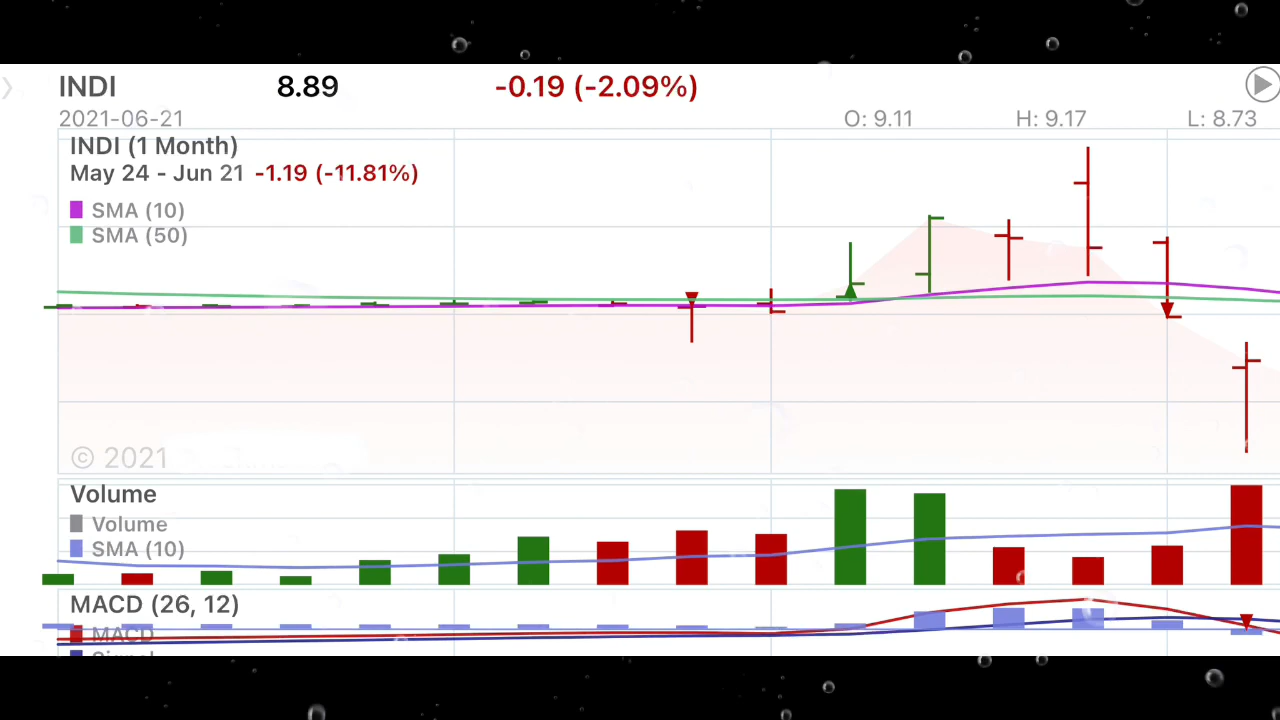 INDI 8.89 -0.19 (-2.09%)
2021-06-21 O: 9.11 H: 9.17 L: 8.73
INDI (1 Month)
May 24 - Jun 21 -1.19 (-11.81%)
SMA (10)
SMA (50)
© 2021
Volume
Volume
SMA (10)
MACD (26, 12)
MACD
Signal